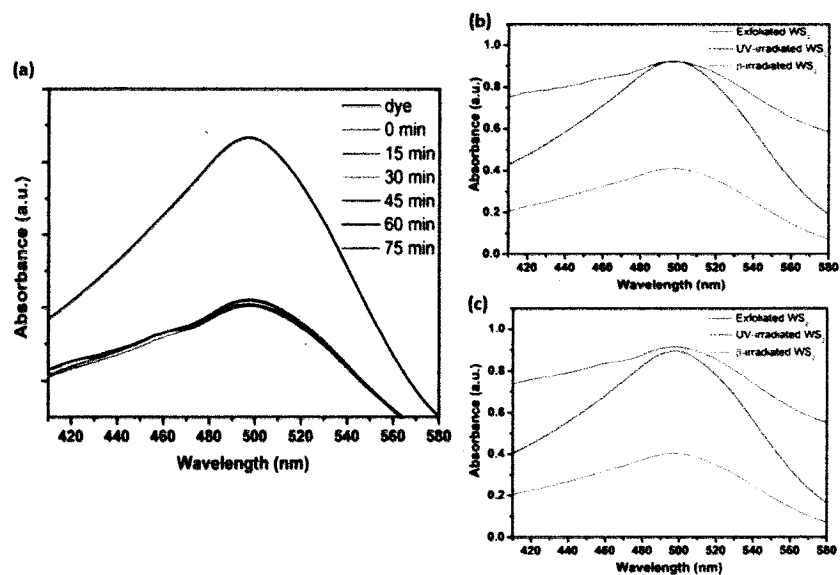 (a)
Absorbance (a.u.)
dye
0 min
15 min
30 min
45 min
60 min
75 min
420 440 460 480 500 520 540 560 580
Wavelength (nm)
(b)
Absorbance (a.u.)
1.0
0.8
0.6
0.4
0.2
0.0
Exfoliated WS2
UV-irradiated WS2
β-irradiated WS2
420 440 460 480 500 520 540 560 580
Wavelength (nm)
(c)
Absorbance (a.u.)
1.0
0.8
0.6
0.4
0.2
0.0
Exfoliated WS2
UV-irradiated WS2
β-irradiated WS2
420 440 460 480 500 520 540 560 580
Wavelength (nm)